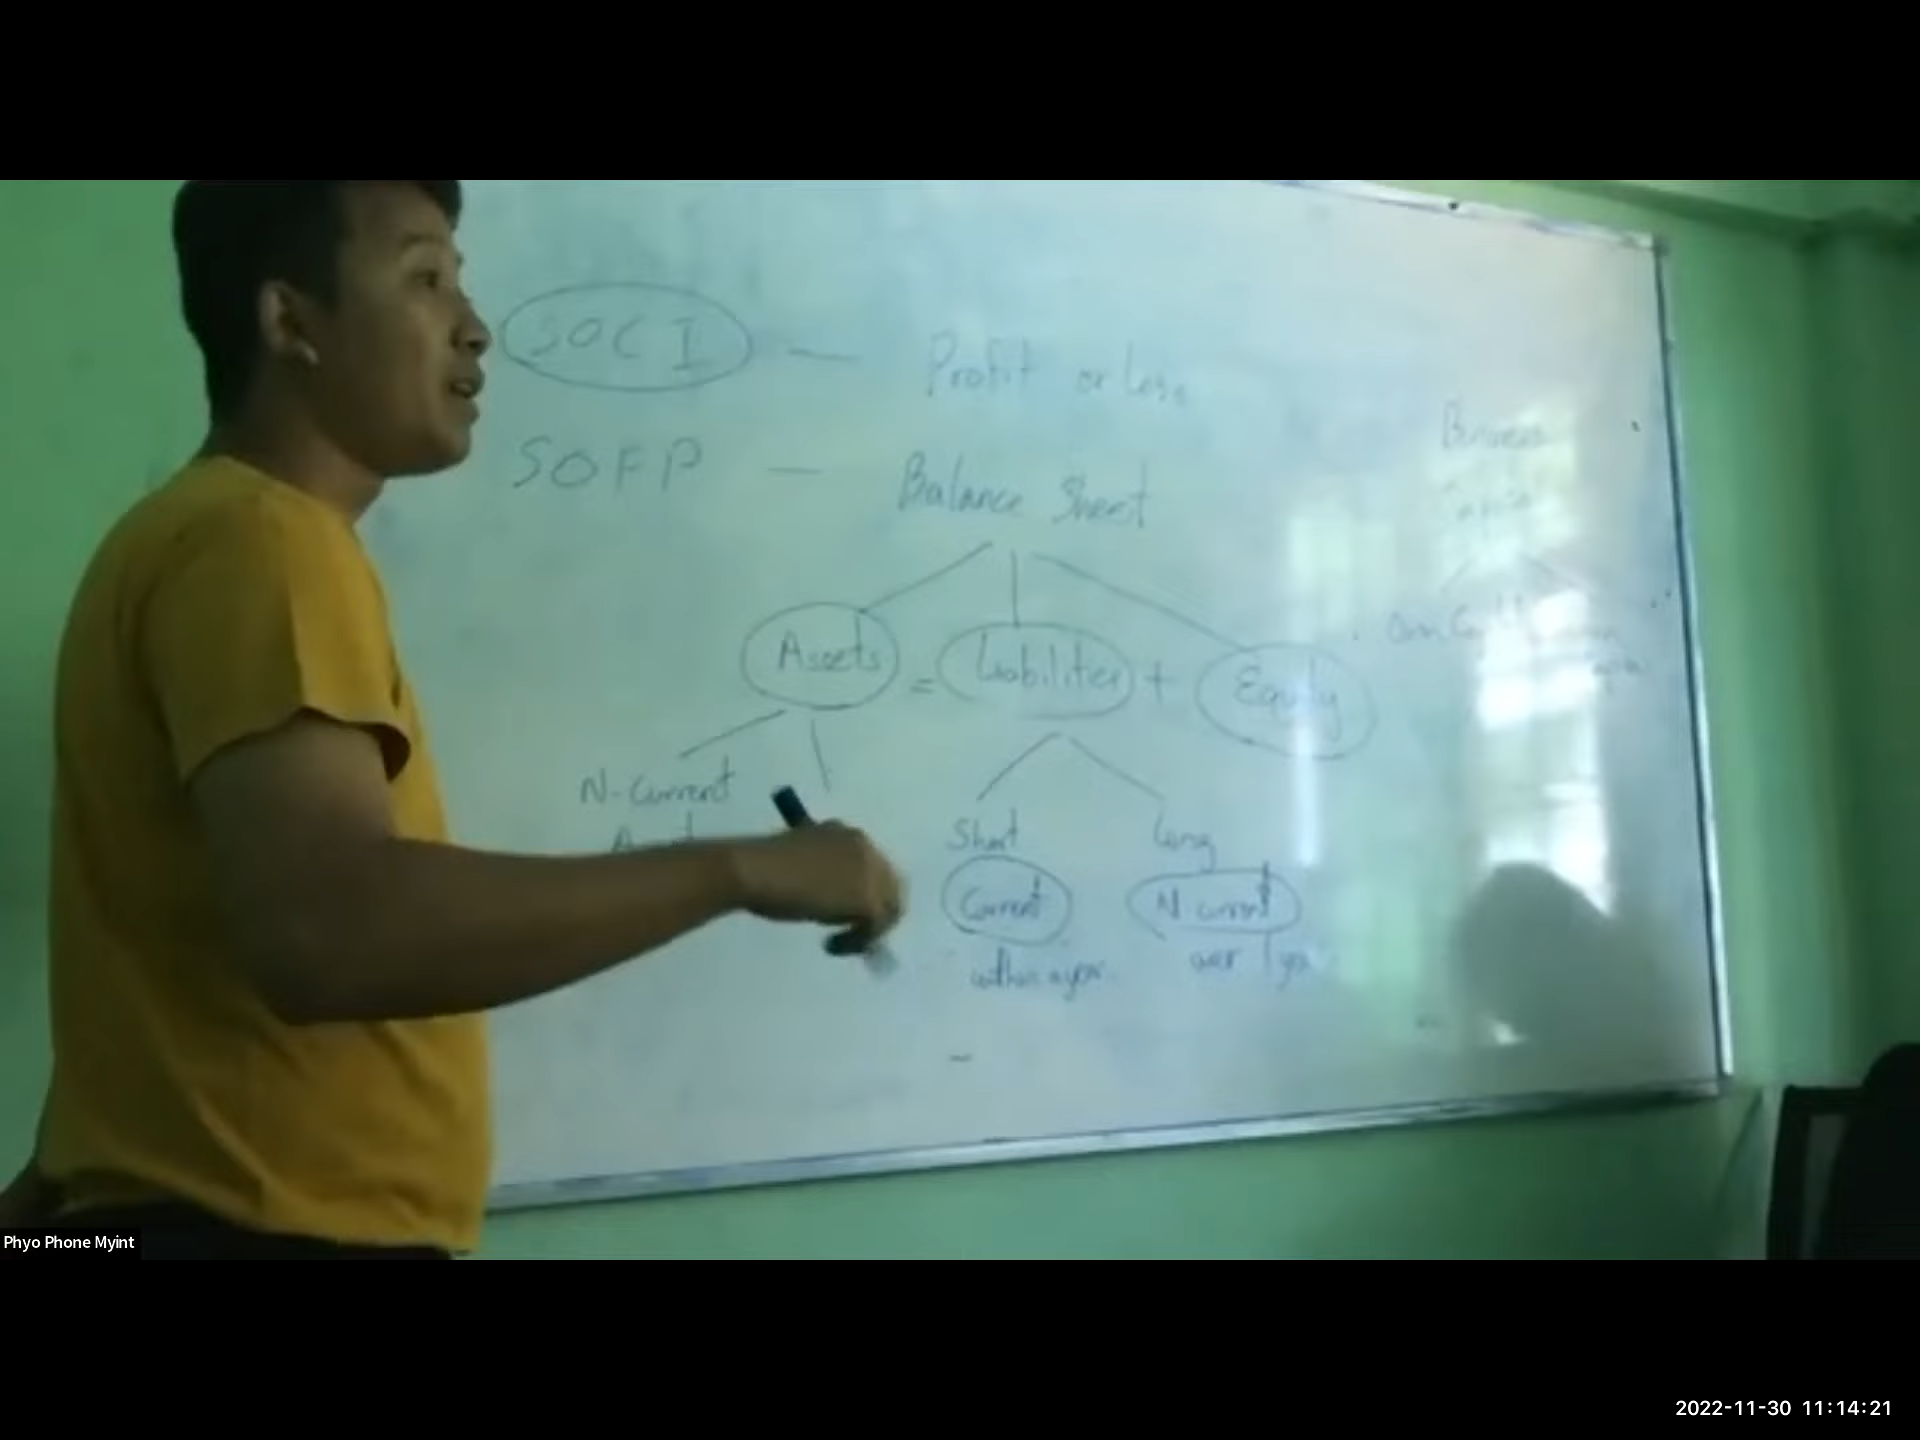 SOCI — Profit or Loss
SOFP — Balance Sheet
Business
Assets = Liabilities + Equity
N-Current
Short
Long
Current
N current
within a year
over 1 year
Phyo Phone Myint
2022-11-30 11:14:21